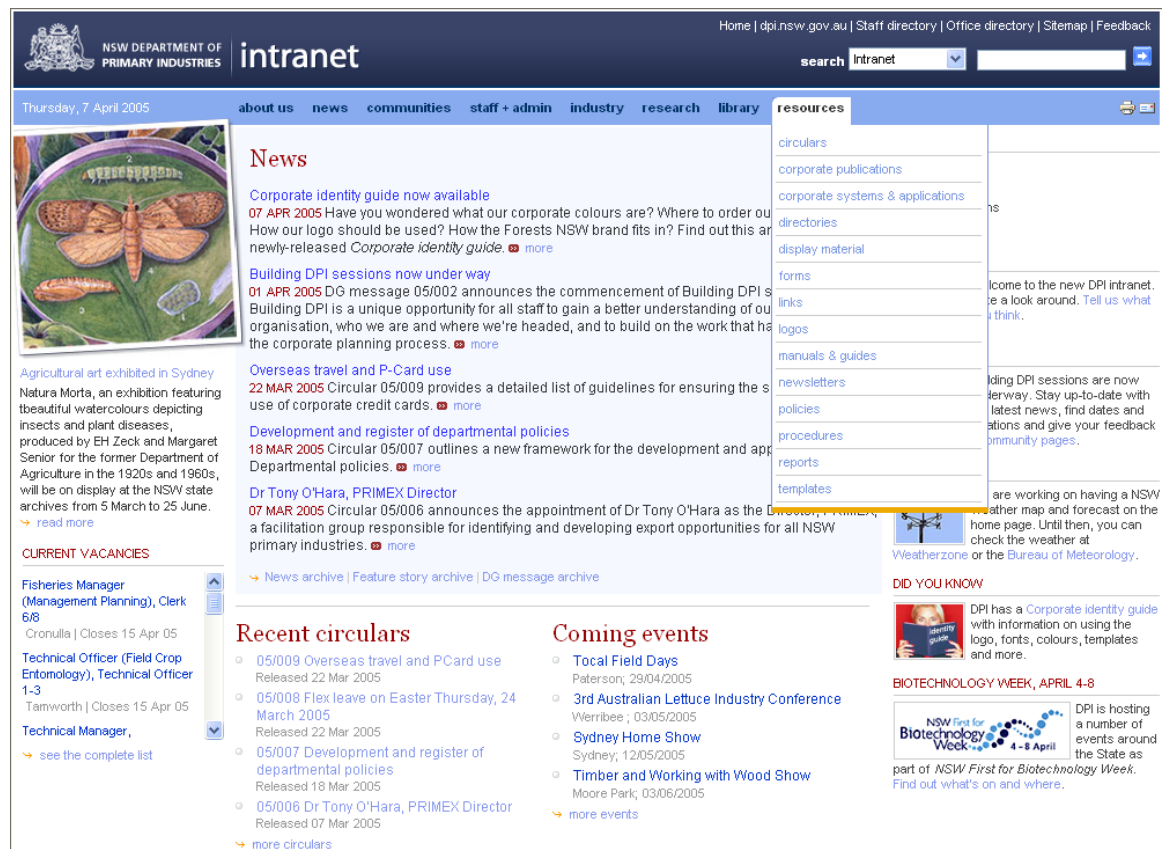 Home | dpi.nsw.gov.au | Staff directory | Office directory | Sitemap | Feedback
NSW DEPARTMENT OF
PRIMARY INDUSTRIES
intranet
search Intranet
Thursday, 7 April 2005
about us news communities staff + admin industry research library resources
circulars
corporate publications
corporate systems & applications
directories
display material
forms
links
logos
manuals & guides
newsletters
policies
procedures
reports
templates
Agricultural art exhibited in Sydney
Natura Morta, an exhibition featuring
tbeautiful watercolours depicting
insects and plant diseases,
produced by EH Zeck and Margaret
Senior for the former Department of
Agriculture in the 1920s and 1960s,
will be on display at the NSW state
archives from 5 March to 25 June.
read more
CURRENT VACANCIES
Fisheries Manager
(Management Planning), Clerk
6/8
Cronulla | Closes 15 Apr 05
Technical Officer (Field Crop
Entomology), Technical Officer
1-3
Tamworth | Closes 15 Apr 05
Technical Manager,
see the complete list
News
Corporate identity guide now available
07 APR 2005 Have you wondered what our corporate colours are? Where to order ou
How our logo should be used? How the Forests NSW brand fits in? Find out this ar
newly-released Corporate identity guide. more
Building DPI sessions now under way
01 APR 2005 DG message 05/002 announces the commencement of Building DPI s
Building DPI is a unique opportunity for all staff to gain a better understanding of ou
organisation, who we are and where we're headed, and to build on the work that ha
the corporate planning process. more
Overseas travel and P-Card use
22 MAR 2005 Circular 05/009 provides a detailed list of guidelines for ensuring the s
use of corporate credit cards. more
Development and register of departmental policies
18 MAR 2005 Circular 05/007 outlines a new framework for the development and app
Departmental policies. more
Dr Tony O'Hara, PRIMEX Director
07 MAR 2005 Circular 05/006 announces the appointment of Dr Tony O'Hara as the Director, PRIMEX,
a facilitation group responsible for identifying and developing export opportunities for all NSW
primary industries. more
News archive | Feature story archive | DG message archive
Recent circulars
05/009 Overseas travel and PCard use
Released 22 Mar 2005
05/008 Flex leave on Easter Thursday, 24
March 2005
Released 22 Mar 2005
05/007 Development and register of
departmental policies
Released 18 Mar 2005
05/006 Dr Tony O'Hara, PRIMEX Director
Released 07 Mar 2005
more circulars
Coming events
Tocal Field Days
Paterson; 29/04/2005
3rd Australian Lettuce Industry Conference
Werribee ; 03/05/2005
Sydney Home Show
Sydney; 12/05/2005
Timber and Working with Wood Show
Moore Park; 03/06/2005
more events
ns
lcome to the new DPI intranet.
e a look around. Tell us what
think.
lding DPI sessions are now
derway. Stay up-to-date with
latest news, find dates and
ations and give your feedback
ommunity pages.
are working on having a NSW
weather map and forecast on the
home page. Until then, you can
check the weather at
Weatherzone or the Bureau of Meteorology.
DID YOU KNOW
identity
guide
DPI has a Corporate identity guide
with information on using the
logo, fonts, colours, templates
and more.
BIOTECHNOLOGY WEEK, APRIL 4-8
NSW First for
Biotechnology
Week
4 - 8 April
DPI is hosting
a number of
events around
the State as
part of NSW First for Biotechnology Week.
Find out what's on and where.